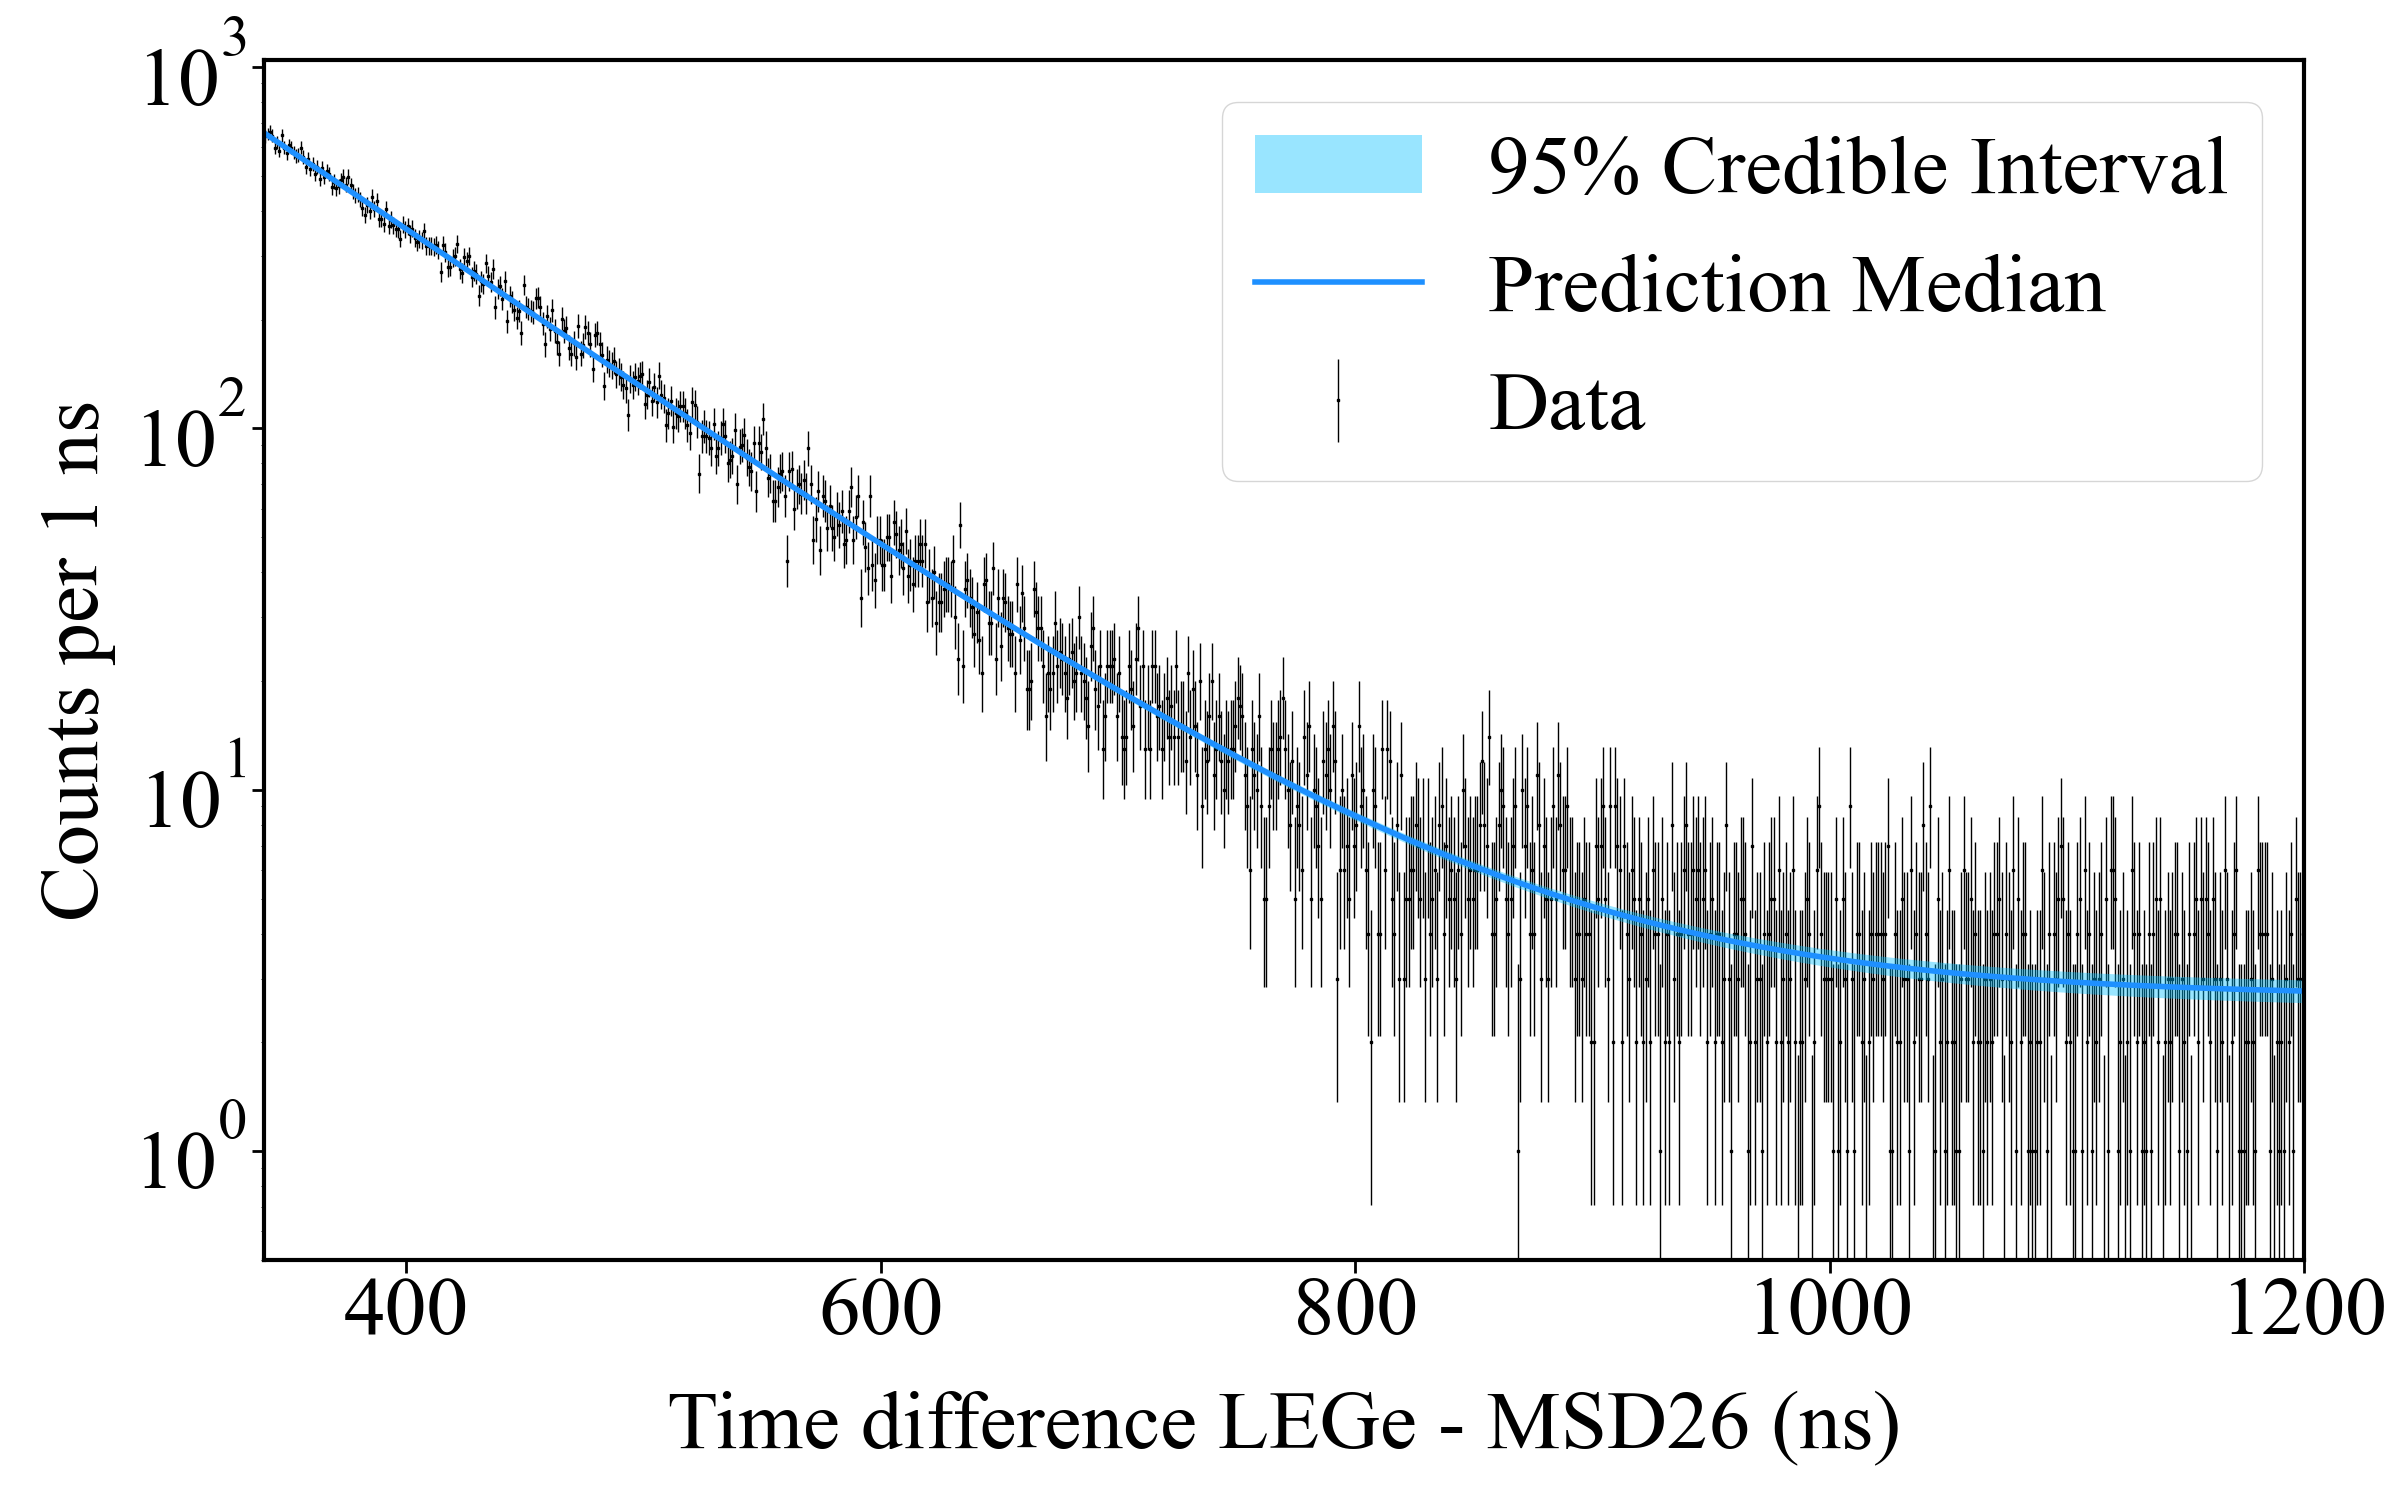 10^3
10^2
10^1
10^0
Counts per 1 ns
95% Credible Interval
Prediction Median
Data
400 600 800 1000 1200
Time difference LEGe - MSD26 (ns)